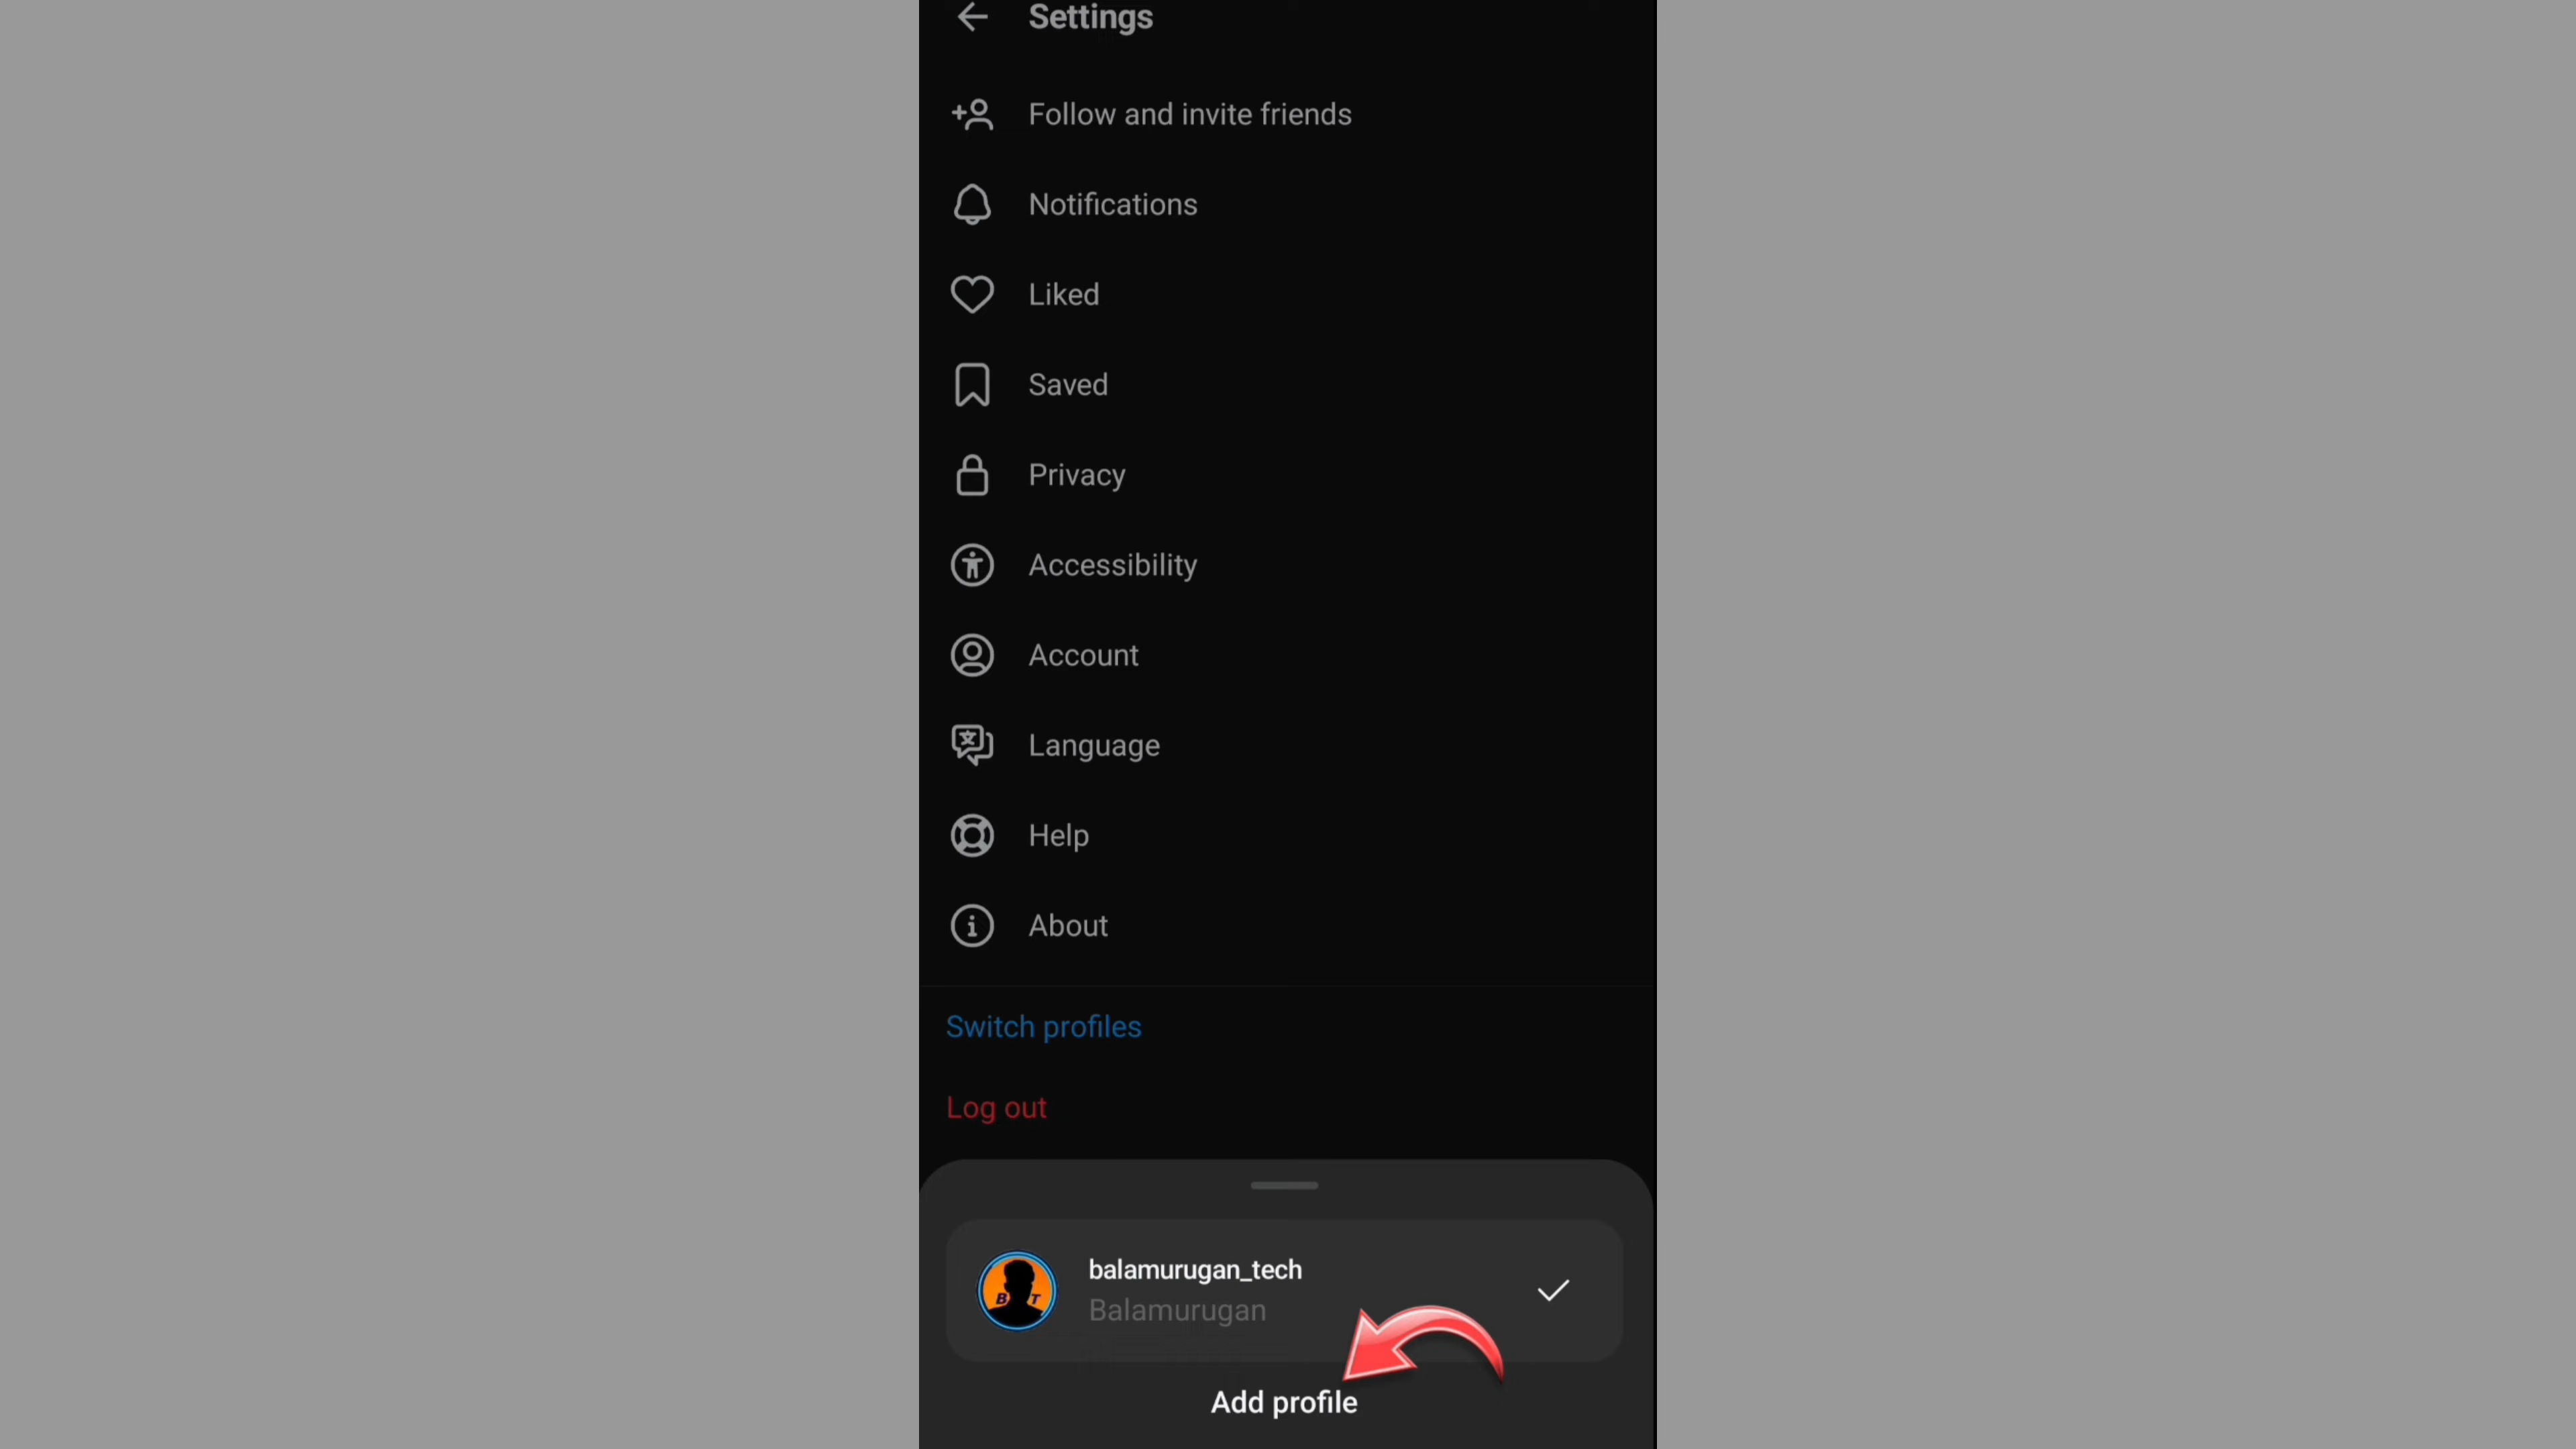 Settings
Follow and invite friends
Notifications
Liked
Saved
Privacy
Accessibility
Account
Language
Help
About
Switch profiles
Log out
balamurugan_tech
B T
Balamurugan
Add profile